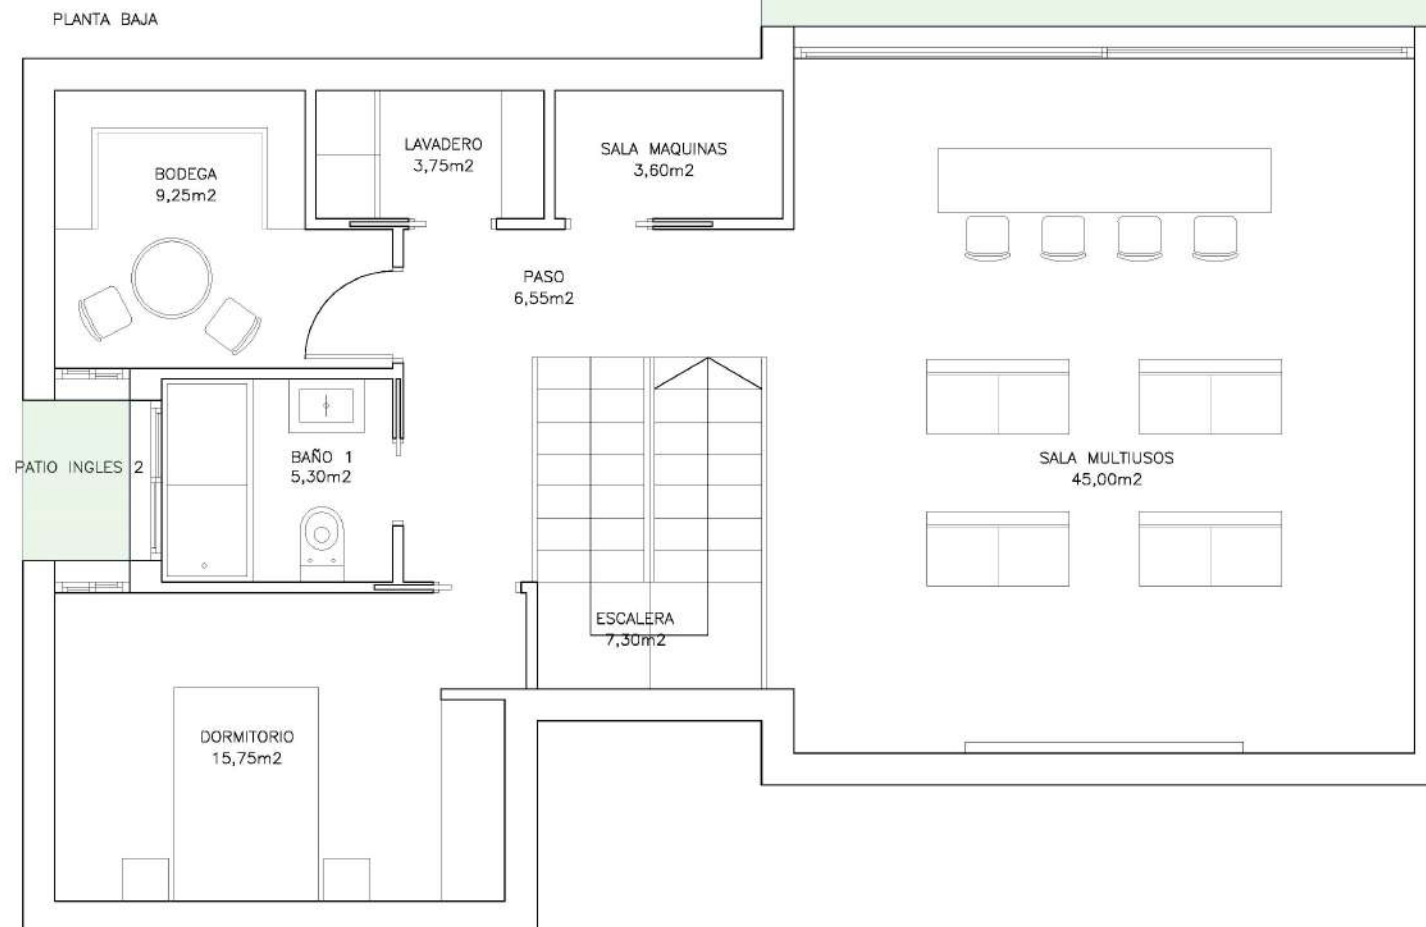 PLANTA BAJA
LAVADERO
3,75m2
SALA MAQUINAS
3,60m2
BODEGA
9,25m2
PASO
6,55m2
PATIO INGLES 2
BAÑO 1
5,30m2
SALA MULTIUSOS
45,00m2
ESCALERA
7,30m2
DORMITORIO
15,75m2